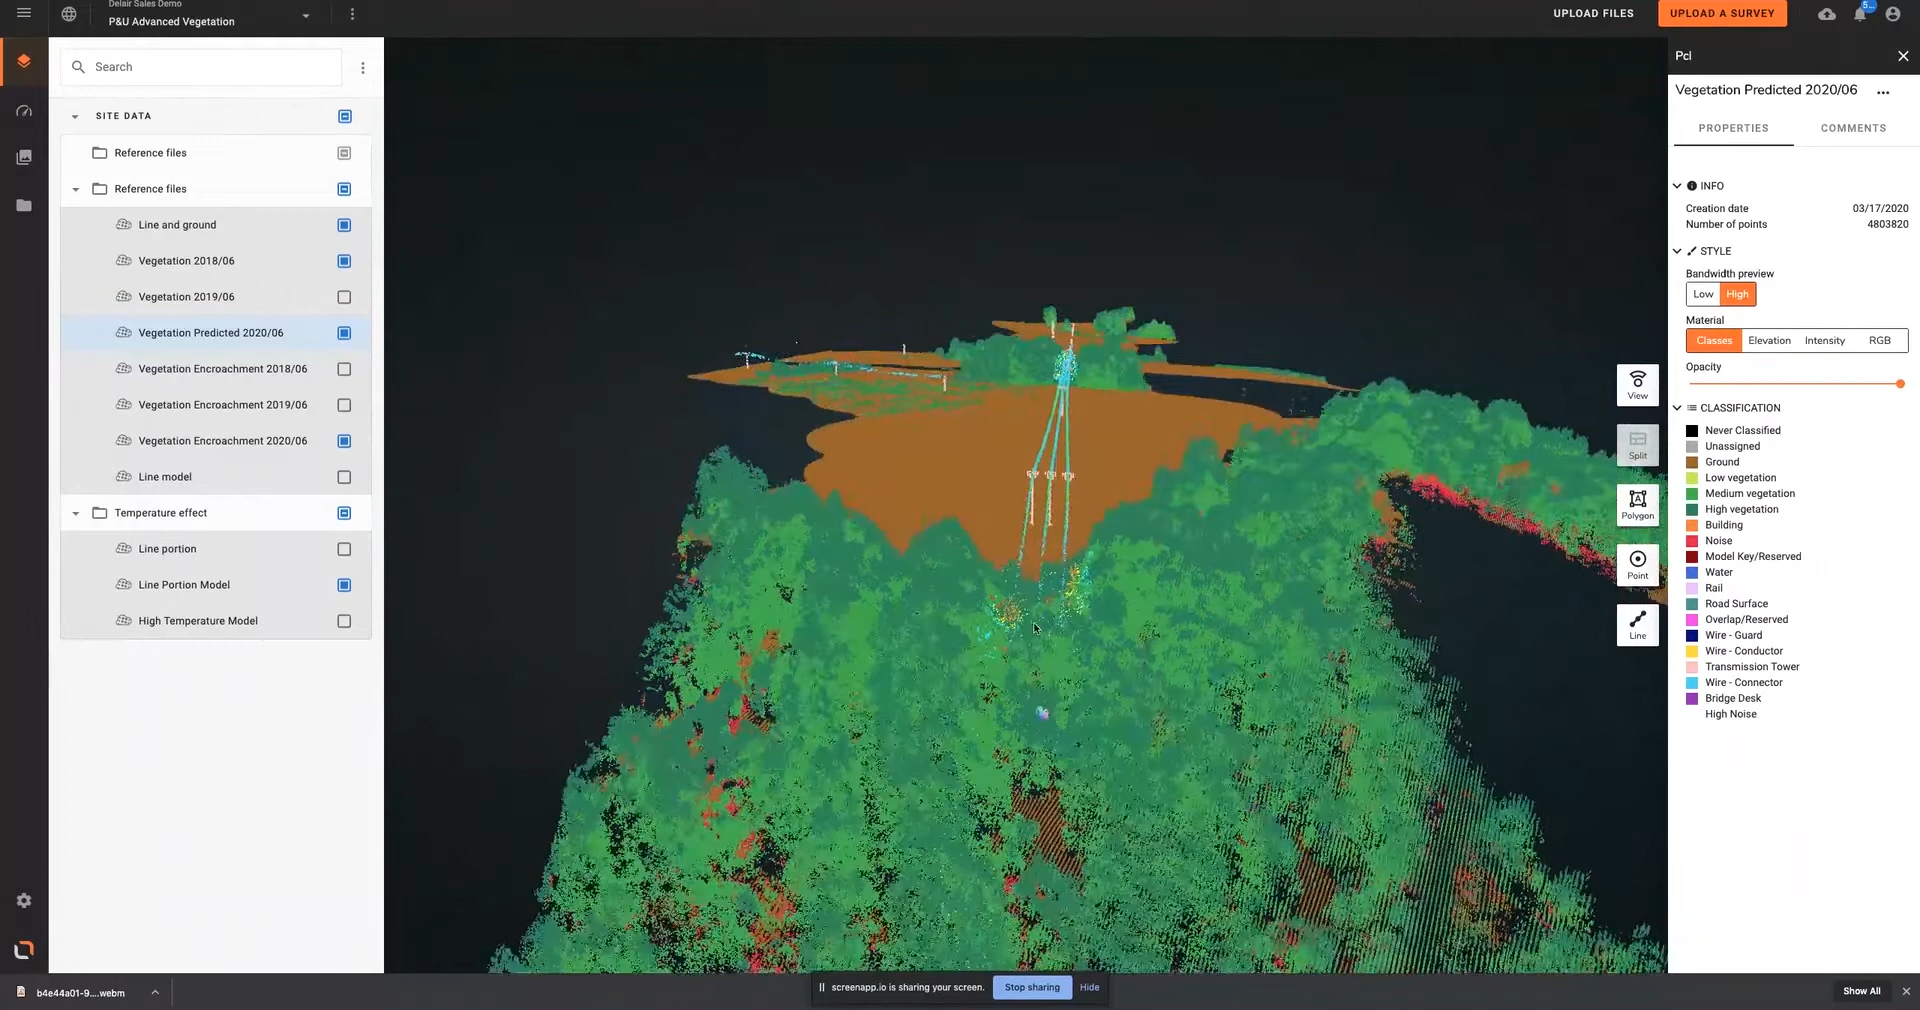 Delair Sales Demo
P&U Advanced Vegetation
UPLOAD FILES
UPLOAD A SURVEY
5...
Search
SITE DATA
Reference files
Reference files
Line and ground
Vegetation 2018/06
Vegetation 2019/06
Vegetation Predicted 2020/06
Vegetation Encroachment 2018/06
Vegetation Encroachment 2019/06
Vegetation Encroachment 2020/06
Line model
Temperature effect
Line portion
Line Portion Model
High Temperature Model
View
Split
Polygon
Point
Line
Pcl
Vegetation Predicted 2020/06
PROPERTIES COMMENTS
INFO
Creation date 03/17/2020
Number of points 4803820
STYLE
Bandwidth preview
Low High
Material
Classes Elevation Intensity RGB
Opacity
CLASSIFICATION
Never Classified
Unassigned
Ground
Low vegetation
Medium vegetation
High vegetation
Building
Noise
Model Key/Reserved
Water
Rail
Road Surface
Overlap/Reserved
Wire - Guard
Wire - Conductor
Transmission Tower
Wire - Connector
Bridge Desk
High Noise
b4e44a01-9....webm
screenapp.io is sharing your screen. Stop sharing Hide
Show All